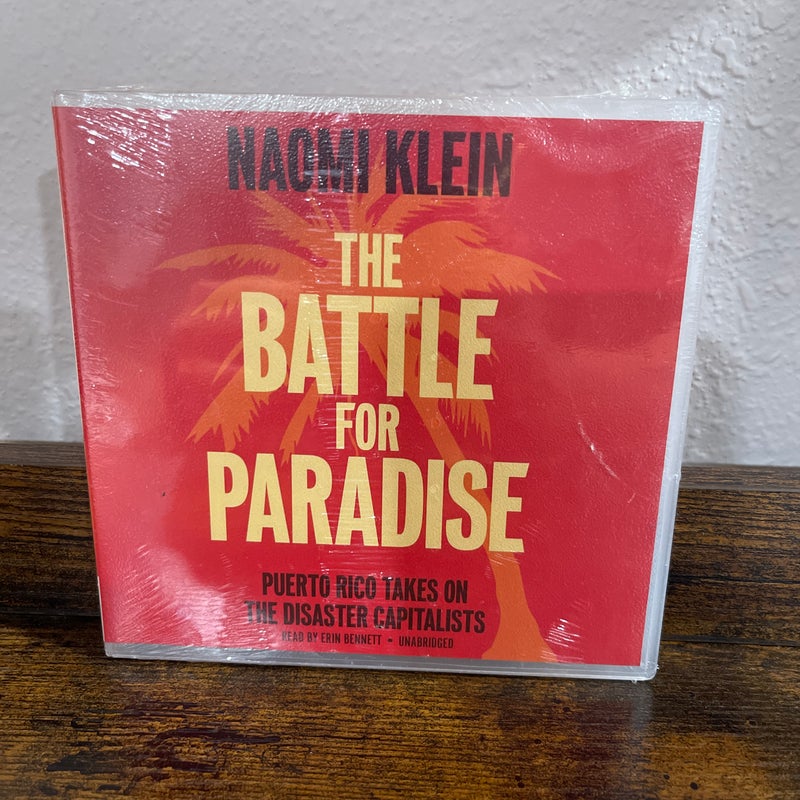 NAOMI KLEIN
THE
BATTLE
FOR
PARADISE
PUERTO RICO TAKES ON
THE DISASTER CAPITALISTS
READ BY ERIN BENNETT • UNABRIDGED